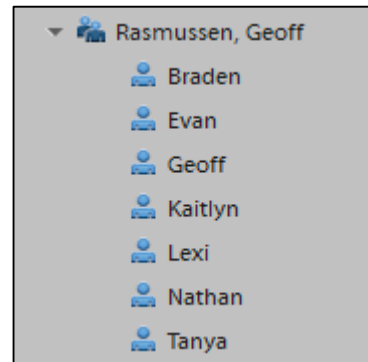 Rasmussen, Geoff
Braden
Evan
Geoff
Kaitlyn
Lexi
Nathan
Tanya